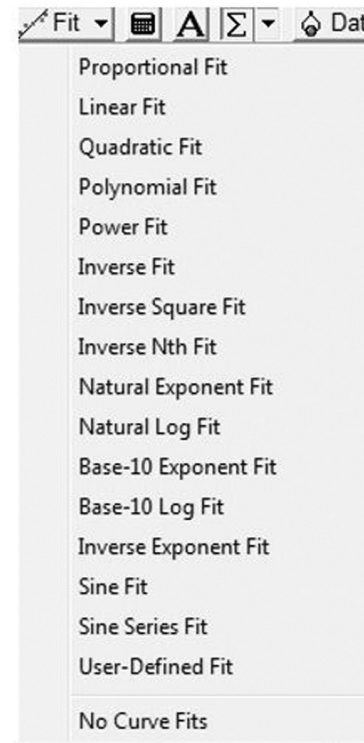 Fit A Σ Dat
Proportional Fit
Linear Fit
Quadratic Fit
Polynomial Fit
Power Fit
Inverse Fit
Inverse Square Fit
Inverse Nth Fit
Natural Exponent Fit
Natural Log Fit
Base-10 Exponent Fit
Base-10 Log Fit
Inverse Exponent Fit
Sine Fit
Sine Series Fit
User-Defined Fit
No Curve Fits